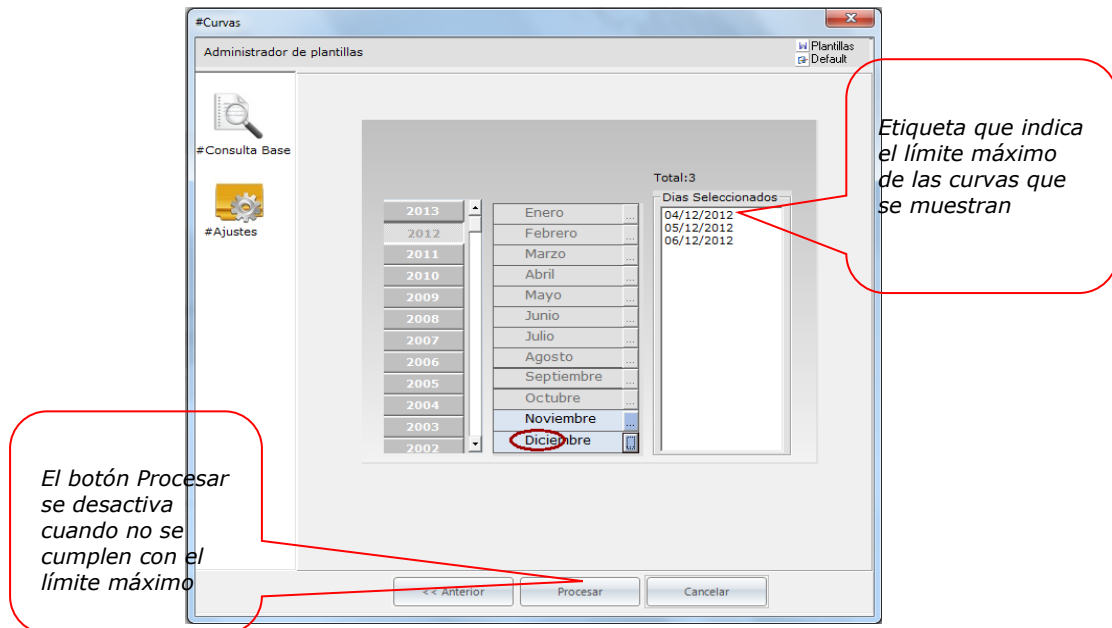 #Curvas
Administrador de plantillas
Plantillas
Default
#Consulta Base
#Ajustes
2013
2012
2011
2010
2009
2008
2007
2006
2005
2004
2003
2002
Enero ...
Febrero ...
Marzo ...
Abril ...
Mayo ...
Junio ...
Julio ...
Agosto ...
Septiembre ...
Octubre ...
Noviembre ...
Diciembre
Total:3
Dias Seleccionados
04/12/2012
05/12/2012
06/12/2012
<< Anterior
Procesar
Cancelar
Etiqueta que indica
el límite máximo
de las curvas que
se muestran
El botón Procesar
se desactiva
cuando no se
cumplen con el
límite máximo